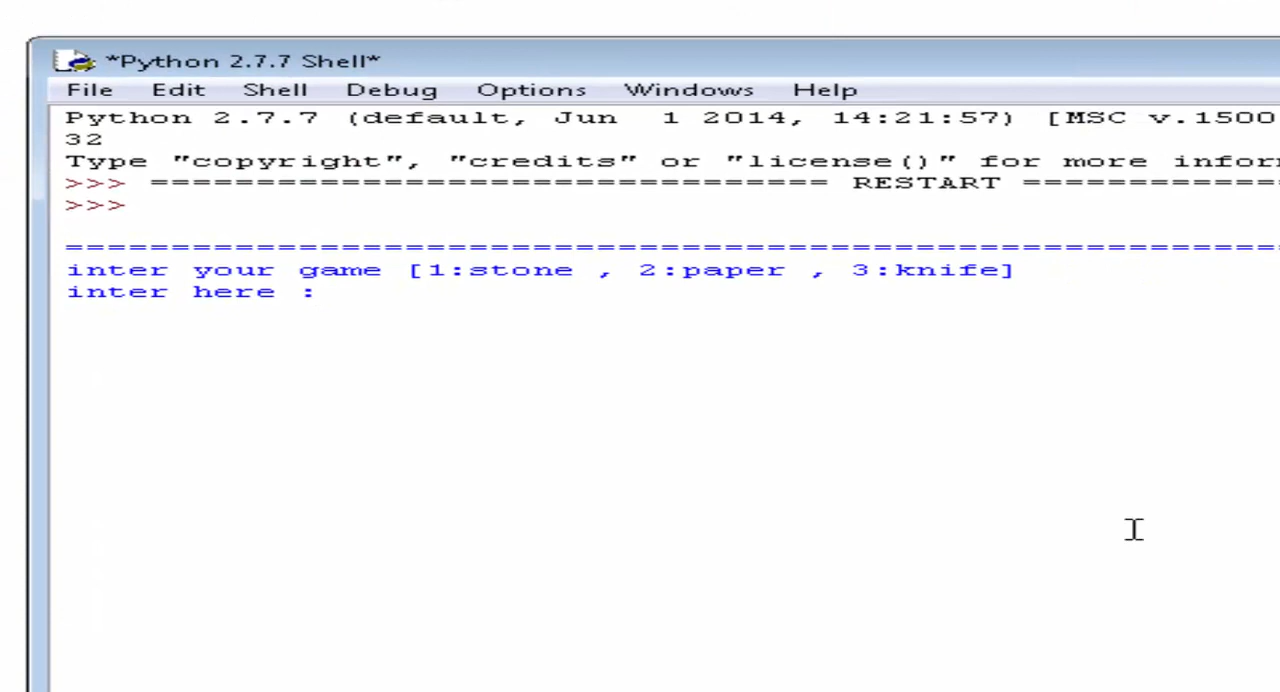 *Python 2.7.7 Shell*
File Edit Shell Debug Options Windows Help
Python 2.7.7 (default, Jun  1 2014, 14:21:57) [MSC v.1500
32
Type "copyright", "credits" or "license()" for more
>>> ================================ RESTART ============
>>>
==========================================================
inter your game [1:stone , 2:paper , 3:knife]
inter here :